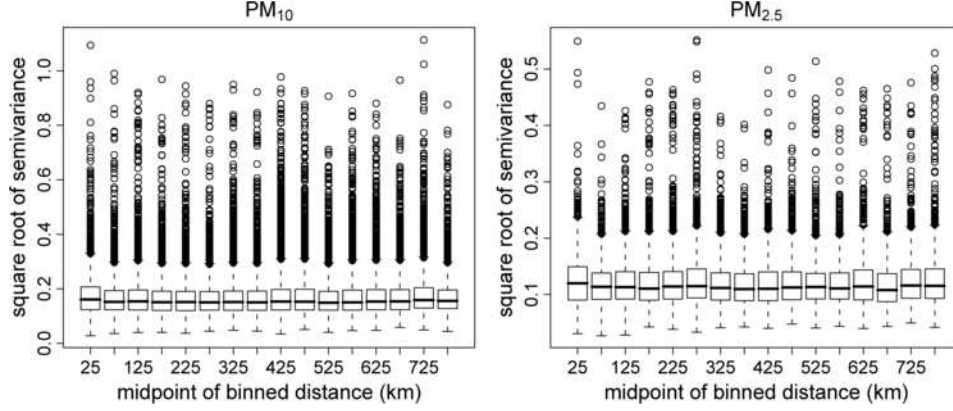 PM10
square root of semivariance
1.0
0.8
0.6
0.4
0.2
0.0
25 125 225 325 425 525 625 725
midpoint of binned distance (km)
PM2.5
square root of semivariance
0.5
0.4
0.3
0.2
0.1
25 125 225 325 425 525 625 725
midpoint of binned distance (km)